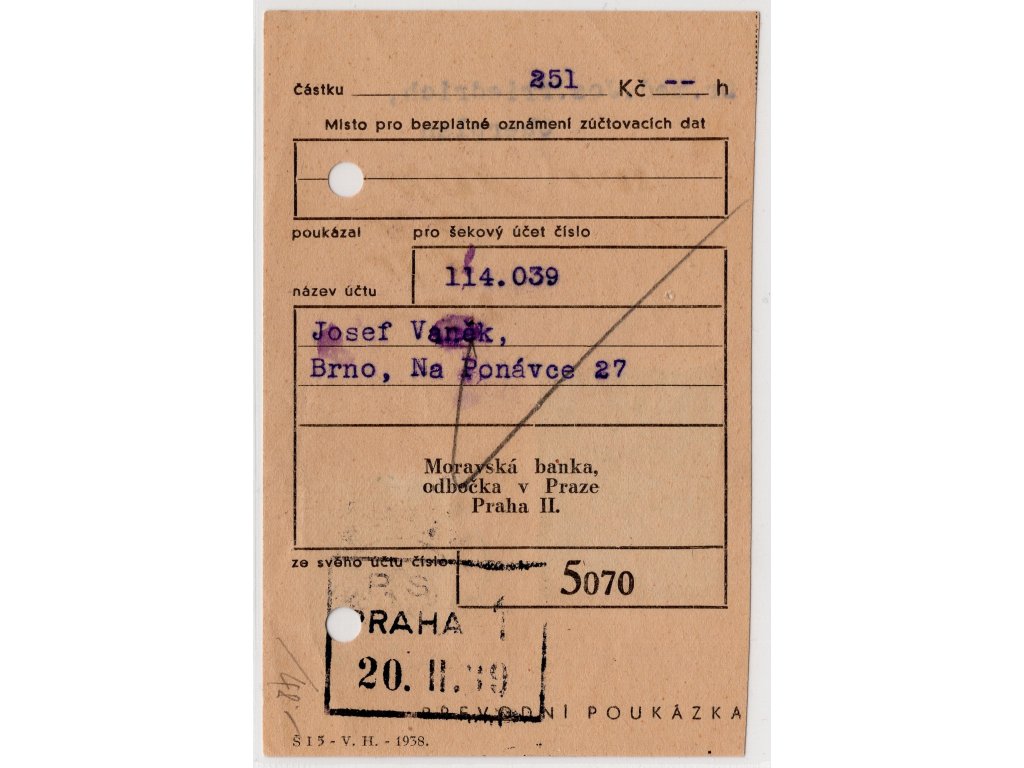 částku 251 Kč -- h
Místo pro bezplatné oznámení zúčtovacích dat
poukázal pro šekový účet číslo
114.039
název účtu
Josef Vaněk,
Brno, Na Ponávce 27
Moravská banka,
odbočka v Praze
Praha II.
ze svého účtu číslo
5070
PRAHA 1
20. II. 39
PŘEVODNÍ POUKÁZKA
Š I 5 - V. H. - 1938.